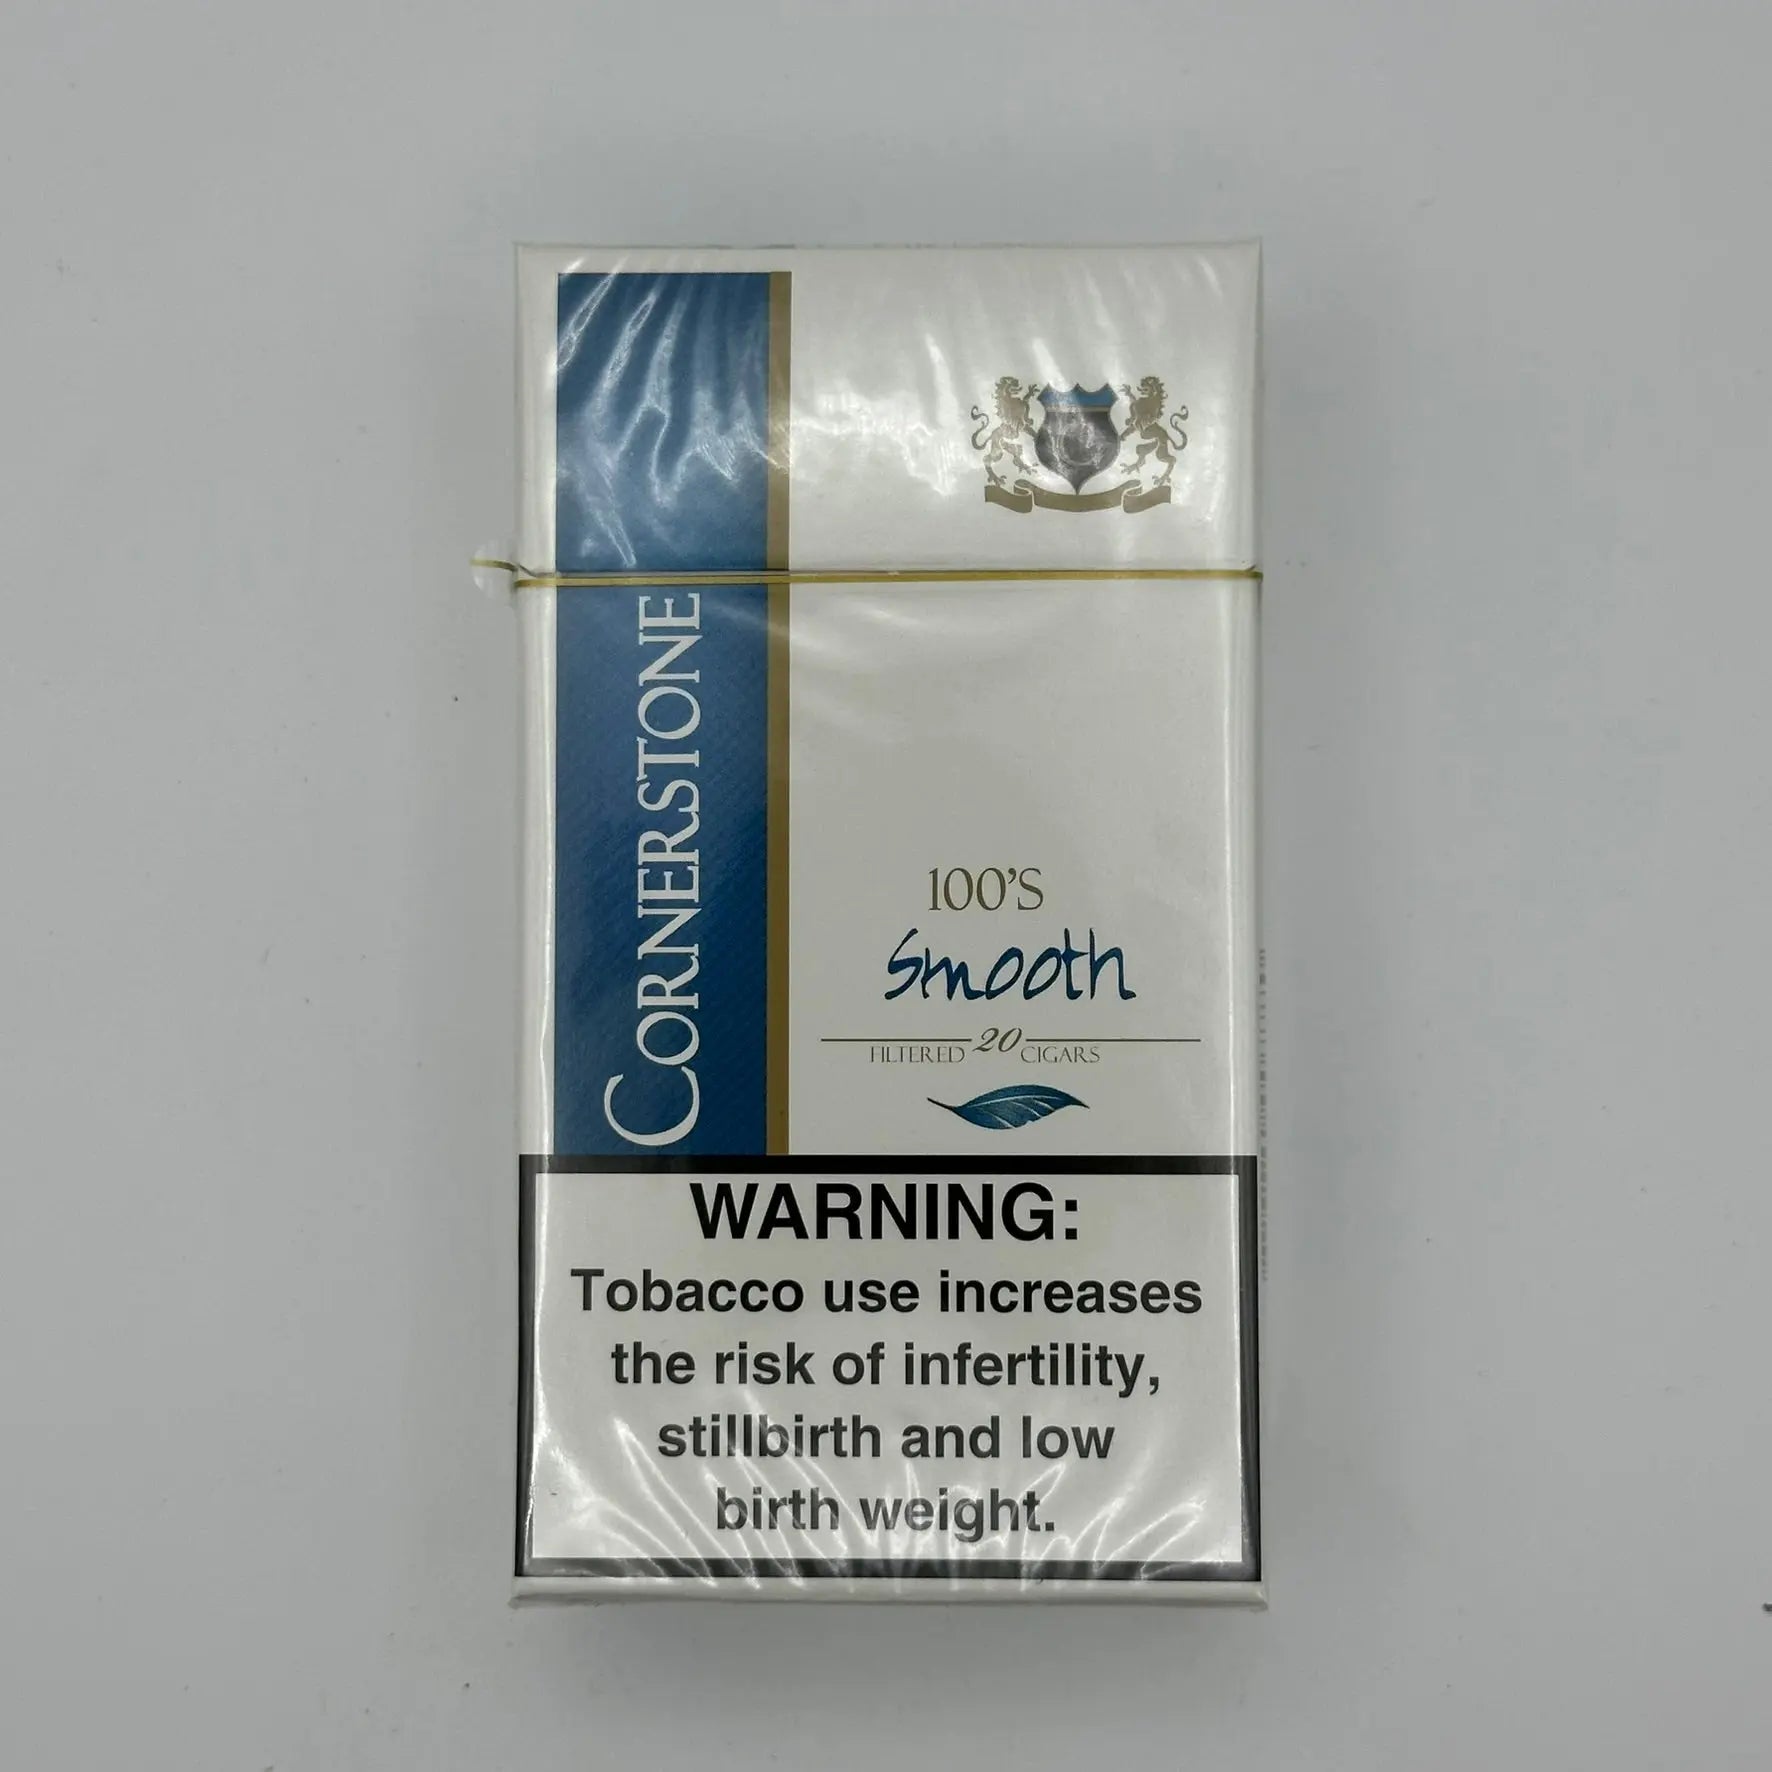 CORNERSTONE
100'S
Smooth
FILTERED 20 CIGARS
WARNING:
Tobacco use increases
the risk of infertility,
stillbirth and low
birth weight.